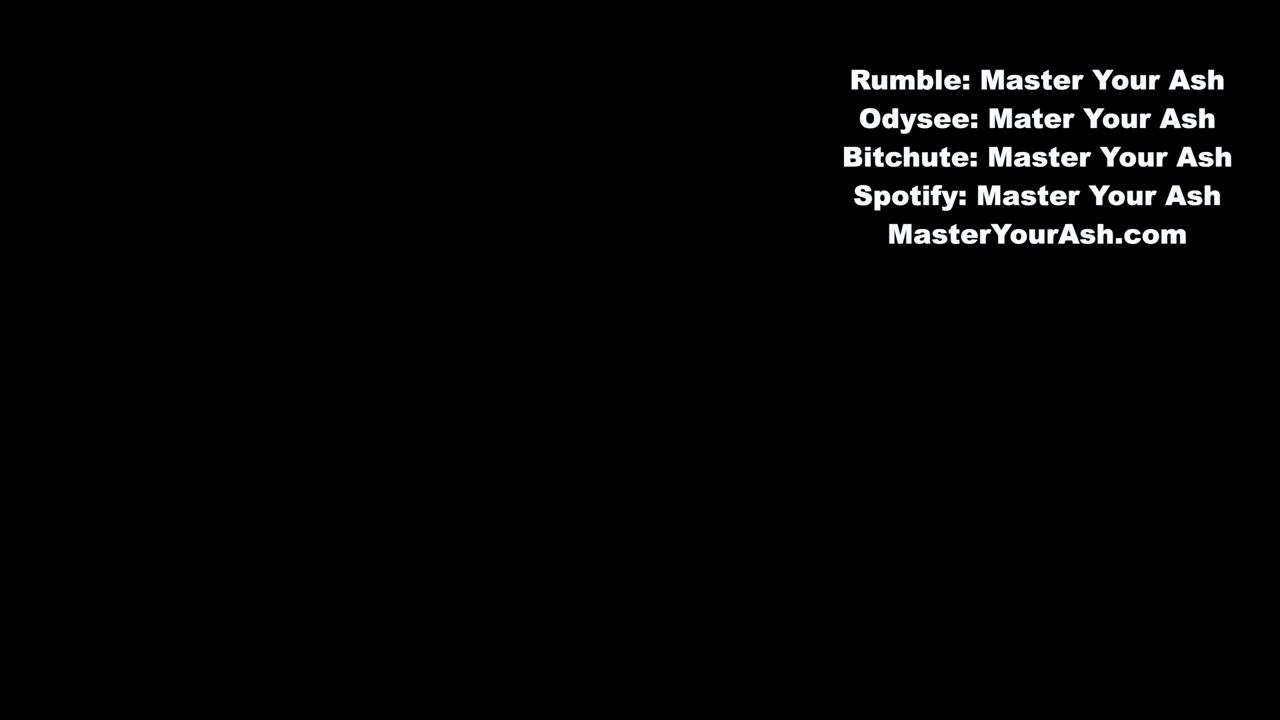 Rumble: Master Your Ash
Odysee: Mater Your Ash
Bitchute: Master Your Ash
Spotify: Master Your Ash
MasterYourAsh.com